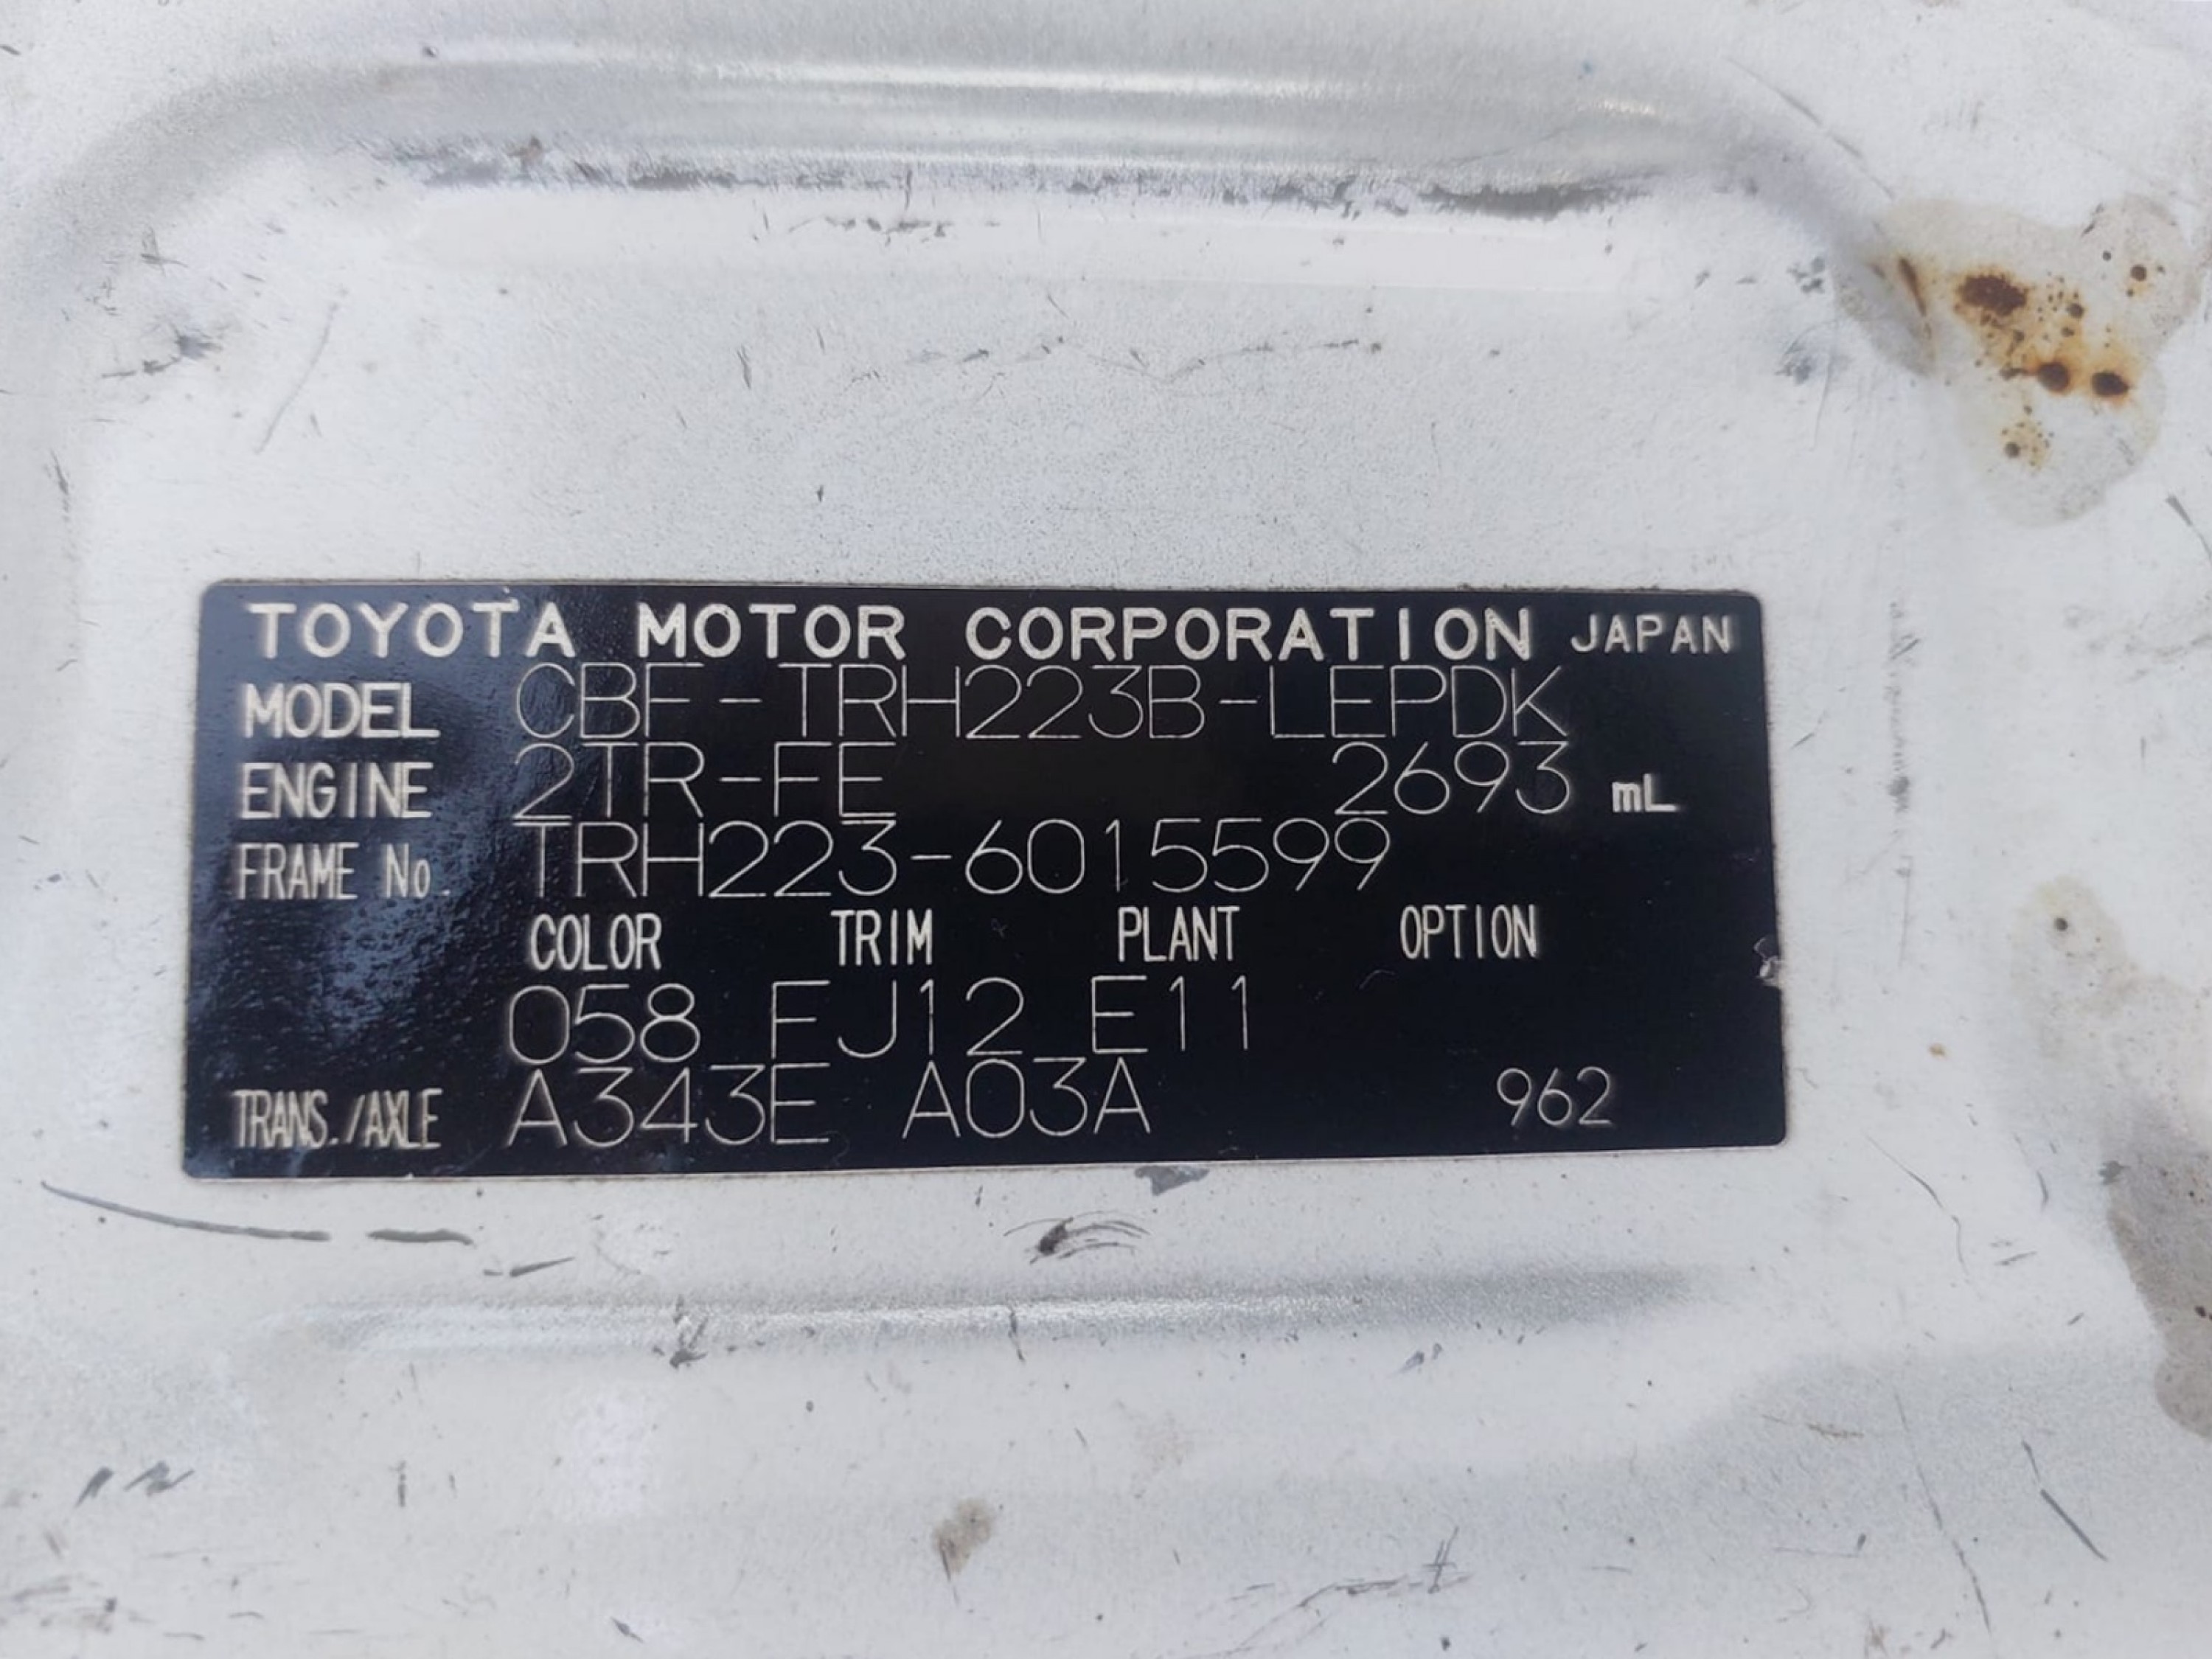 TOYOTA MOTOR CORPORATION JAPAN
MODEL CBF-TRH223B-LEPDK
ENGINE 2TR-FE 2693 mL
FRAME No. TRH223-6015599
COLOR TRIM PLANT OPTION
058 FJ12 E11
TRANS./AXLE A343E A03A 962